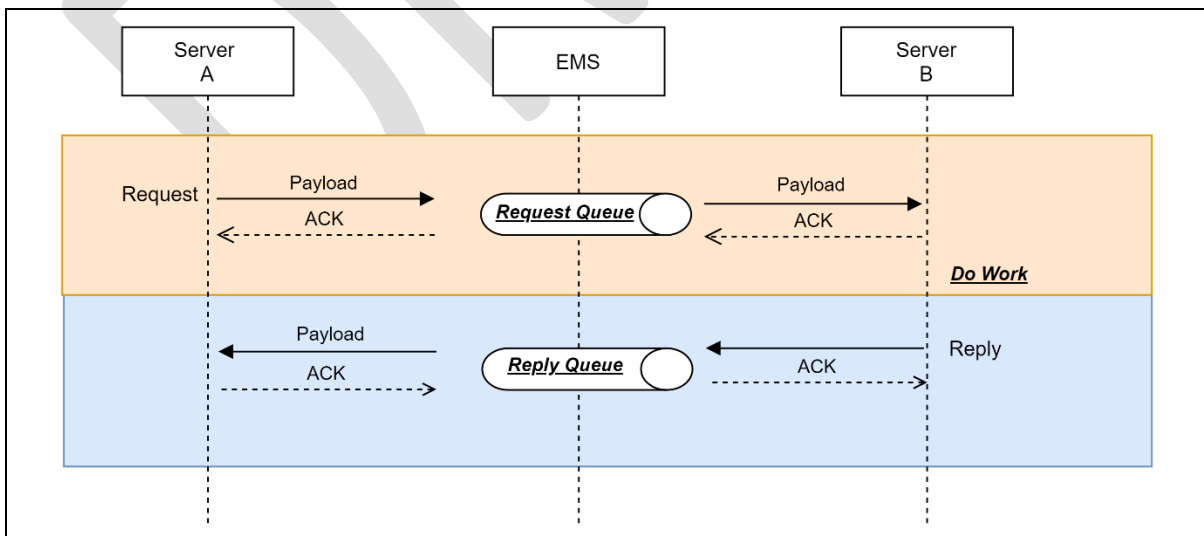 Server
A
EMS
Server
B
Request
Payload
ACK
Request Queue
Payload
ACK
Do Work
Payload
ACK
Reply Queue
ACK
Reply